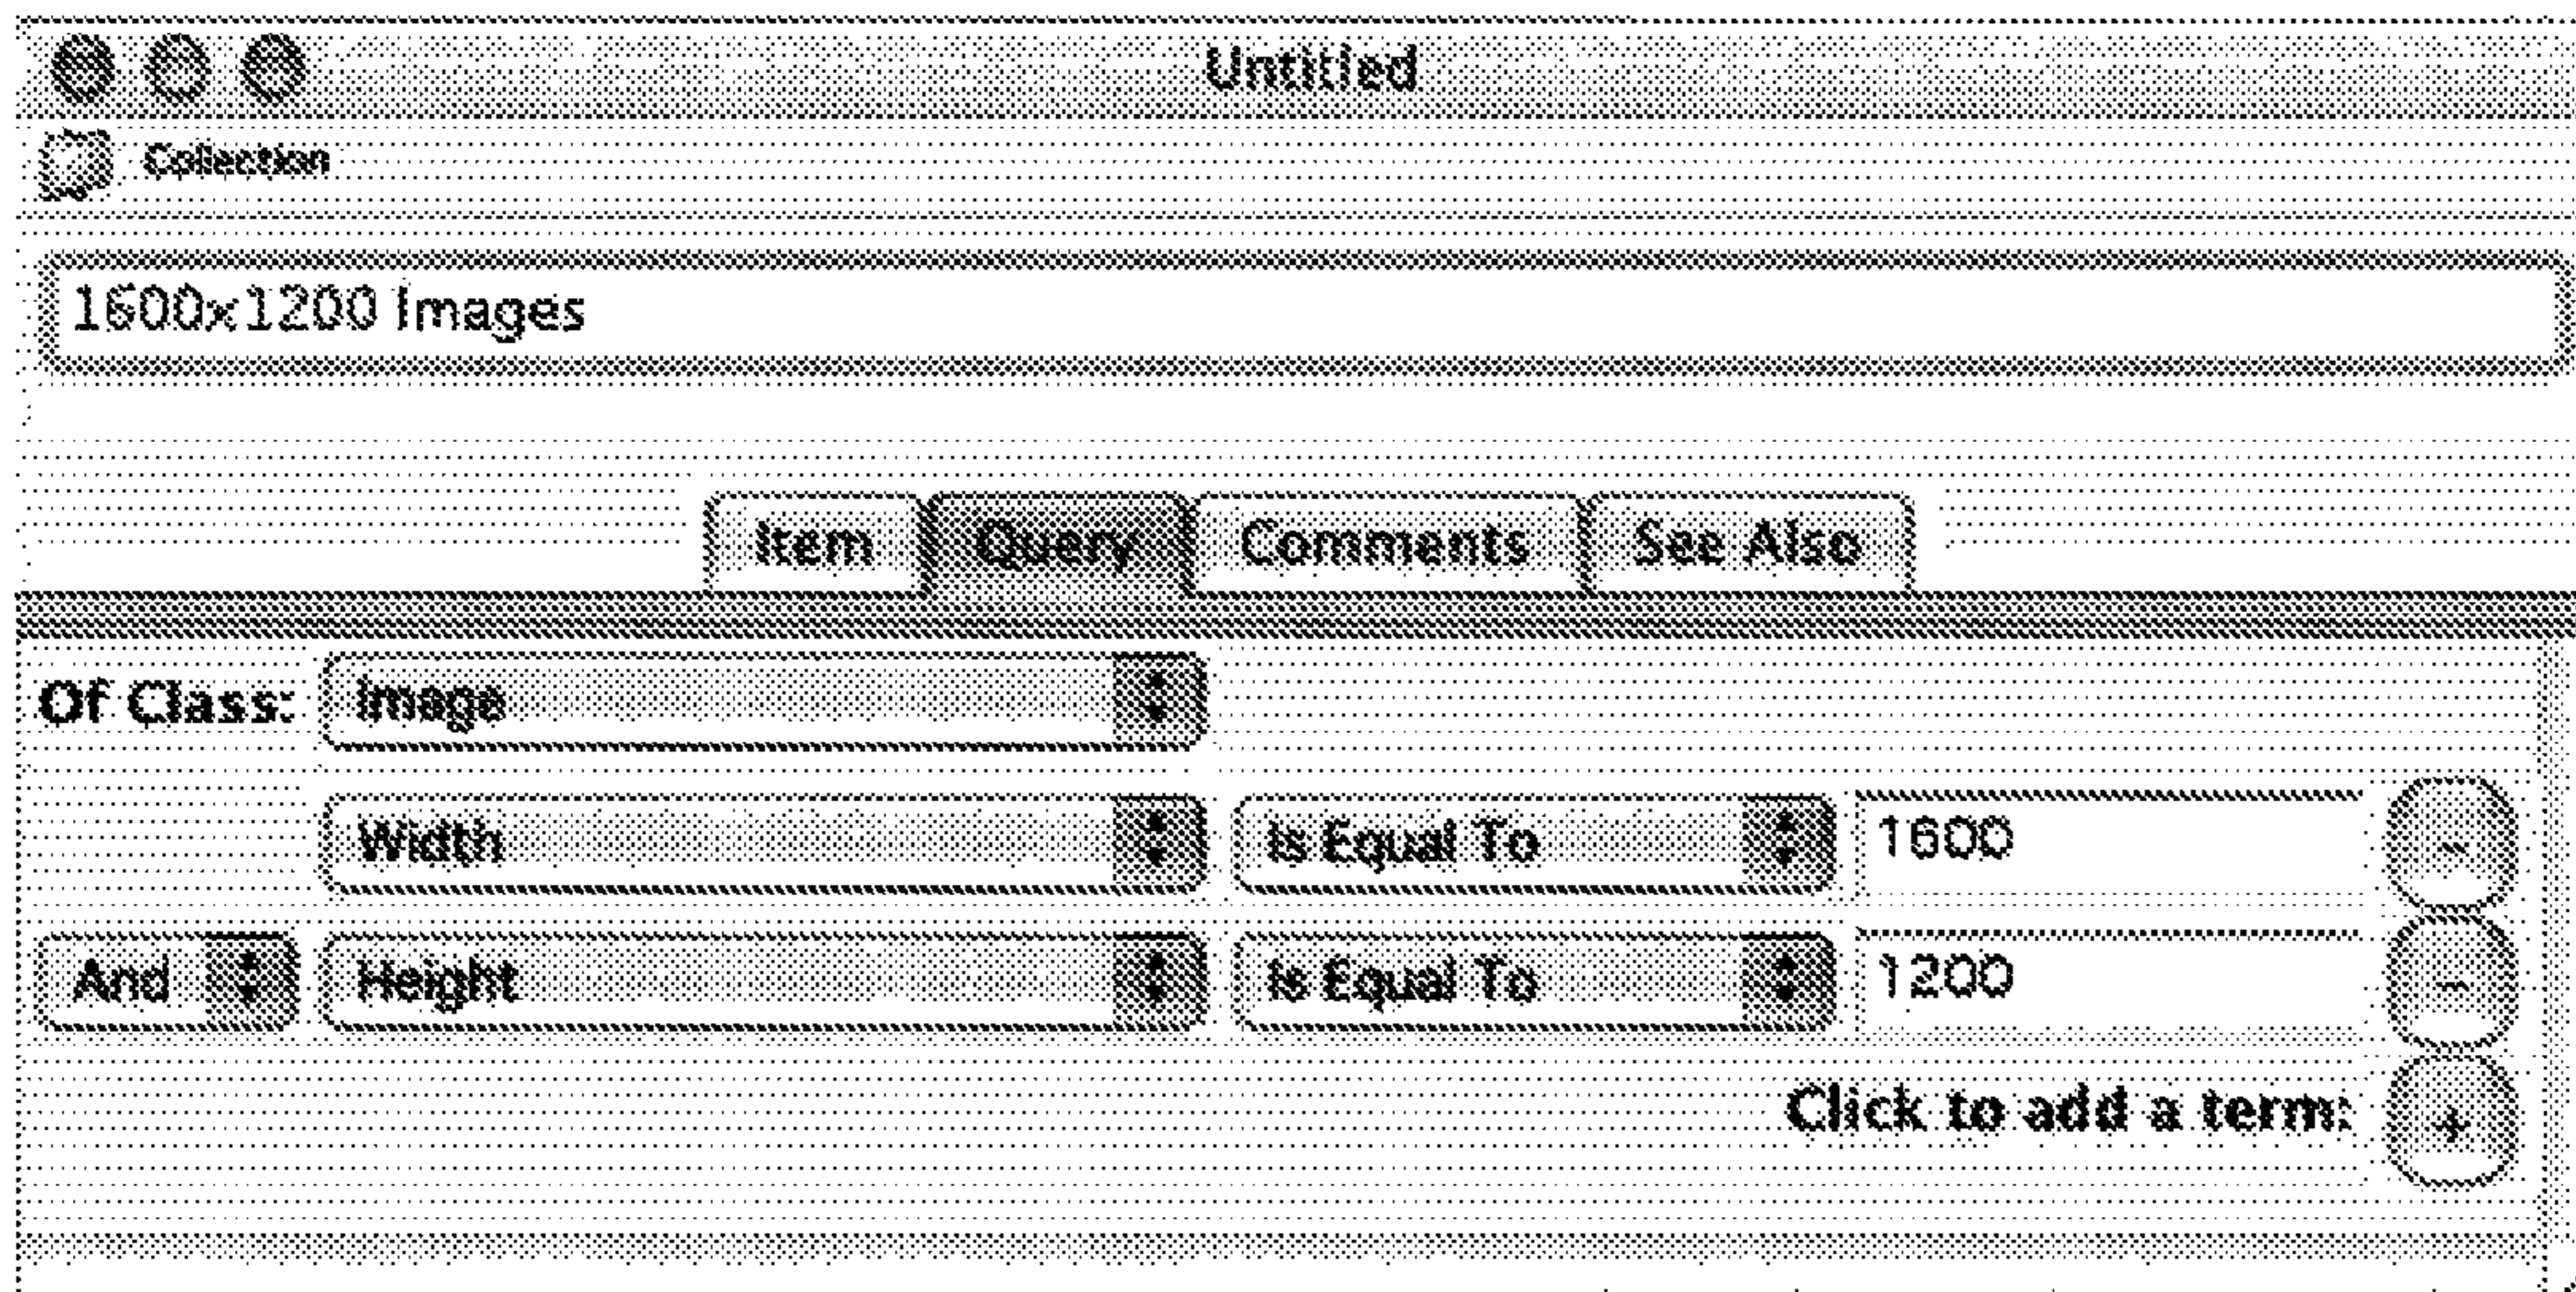 Untitled
Collection
1600x1200 Images
Item Query Comments See Also
Of Class: Image
Width Is Equal To 1600 -
And Height Is Equal To 1200 -
Click to add a term: +